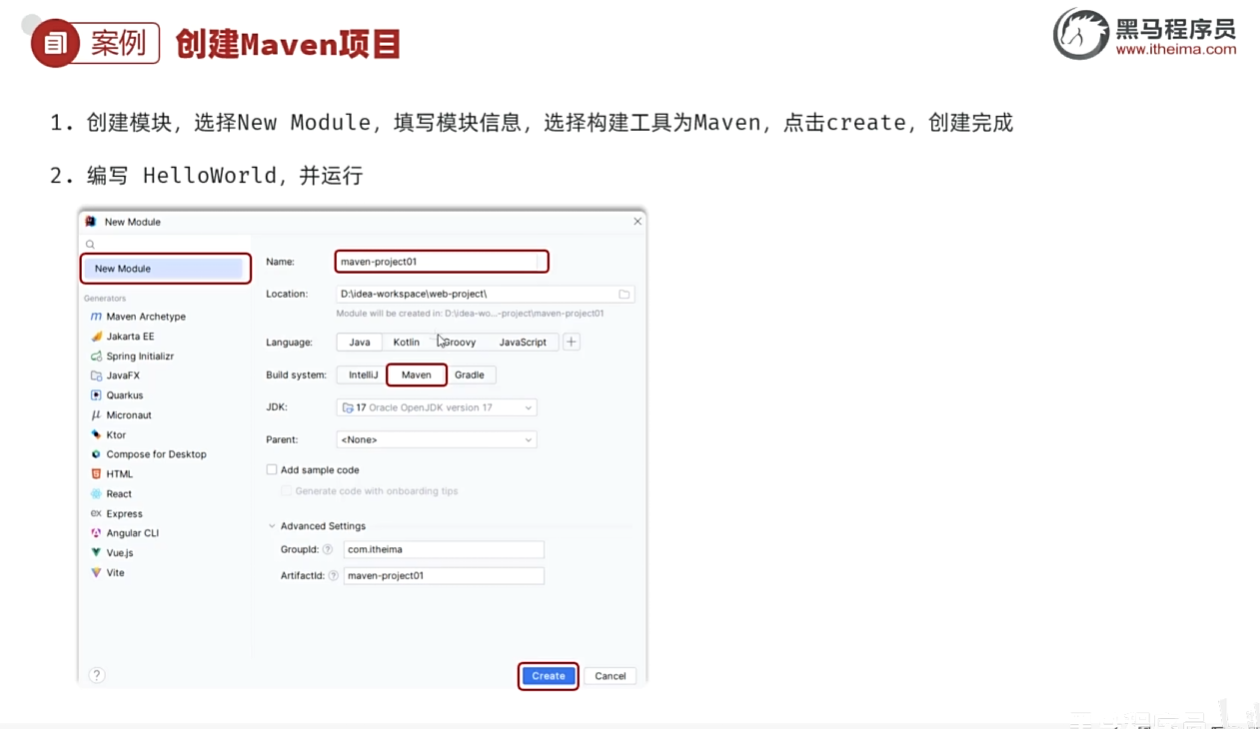 案例 创建Maven项目
黑马程序员
www.itheima.com
1. 创建模块，选择New Module，填写模块信息，选择构建工具为Maven，点击create，创建完成
2. 编写 HelloWorld，并运行
New Module
New Module
Generators
Maven Archetype
Jakarta EE
Spring Initializr
JavaFX
Quarkus
Micronaut
Ktor
Compose for Desktop
HTML
React
Express
Angular CLI
Vue.js
Vite
Name: maven-project01
Location: D:\idea-workspace\web-project\
Module will be created in: D:\idea-wo...-project\maven-project01
Language: Java Kotlin Groovy JavaScript +
Build system: IntelliJ Maven Gradle
JDK: 17 Oracle OpenJDK version 17
Parent: <None>
Add sample code
Generate code with onboarding tips
Advanced Settings
GroupId: ? com.itheima
ArtifactId: ? maven-project01
? Create Cancel